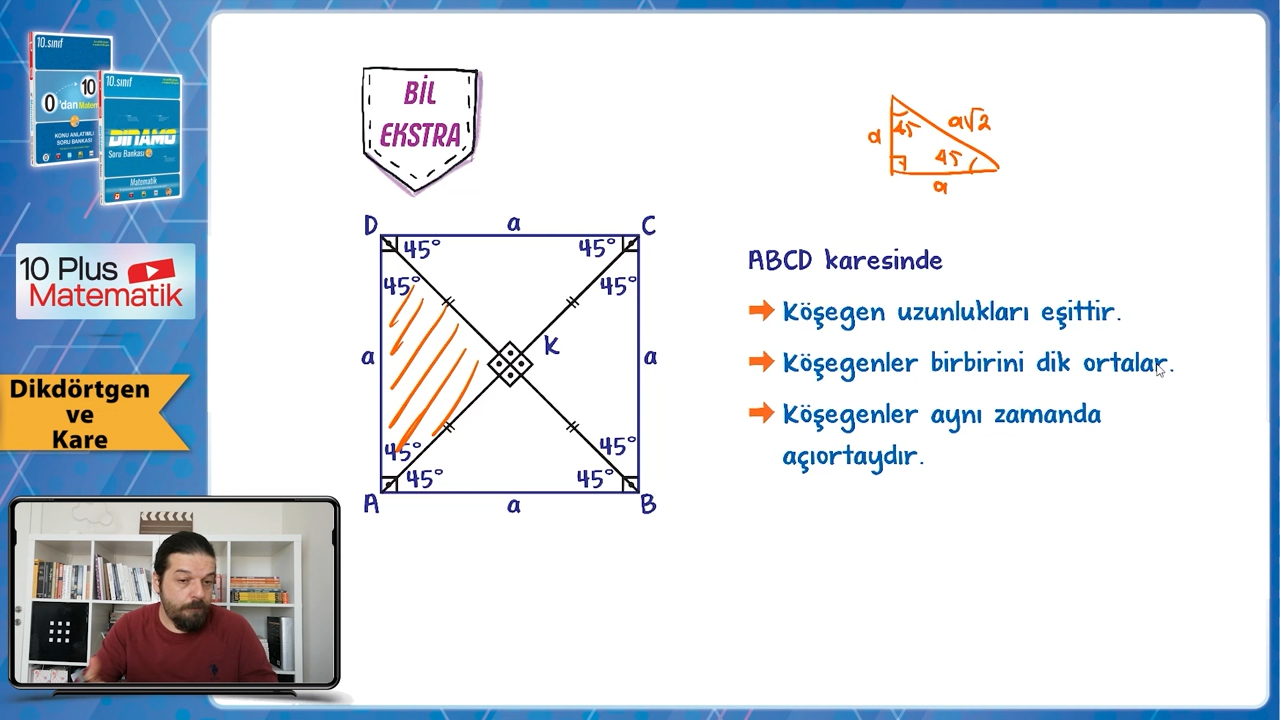 10.sınıf
0'dan 10
Matem
KONU ANLATIMLI
SORU BANKASI
10.sınıf
DİNAMO
Soru Bankası
Matematik
10 Plus
Matematik
Dikdörtgen
ve
Kare
BİL
EKSTRA
a
45
a√2
45
a
D a C
45° 45°
45° 45°
a K a
45° 45°
45° 45°
A a B
ABCD karesinde
Köşegen uzunlukları eşittir.
Köşegenler birbirini dik ortalar.
Köşegenler aynı zamanda
açıortaydır.